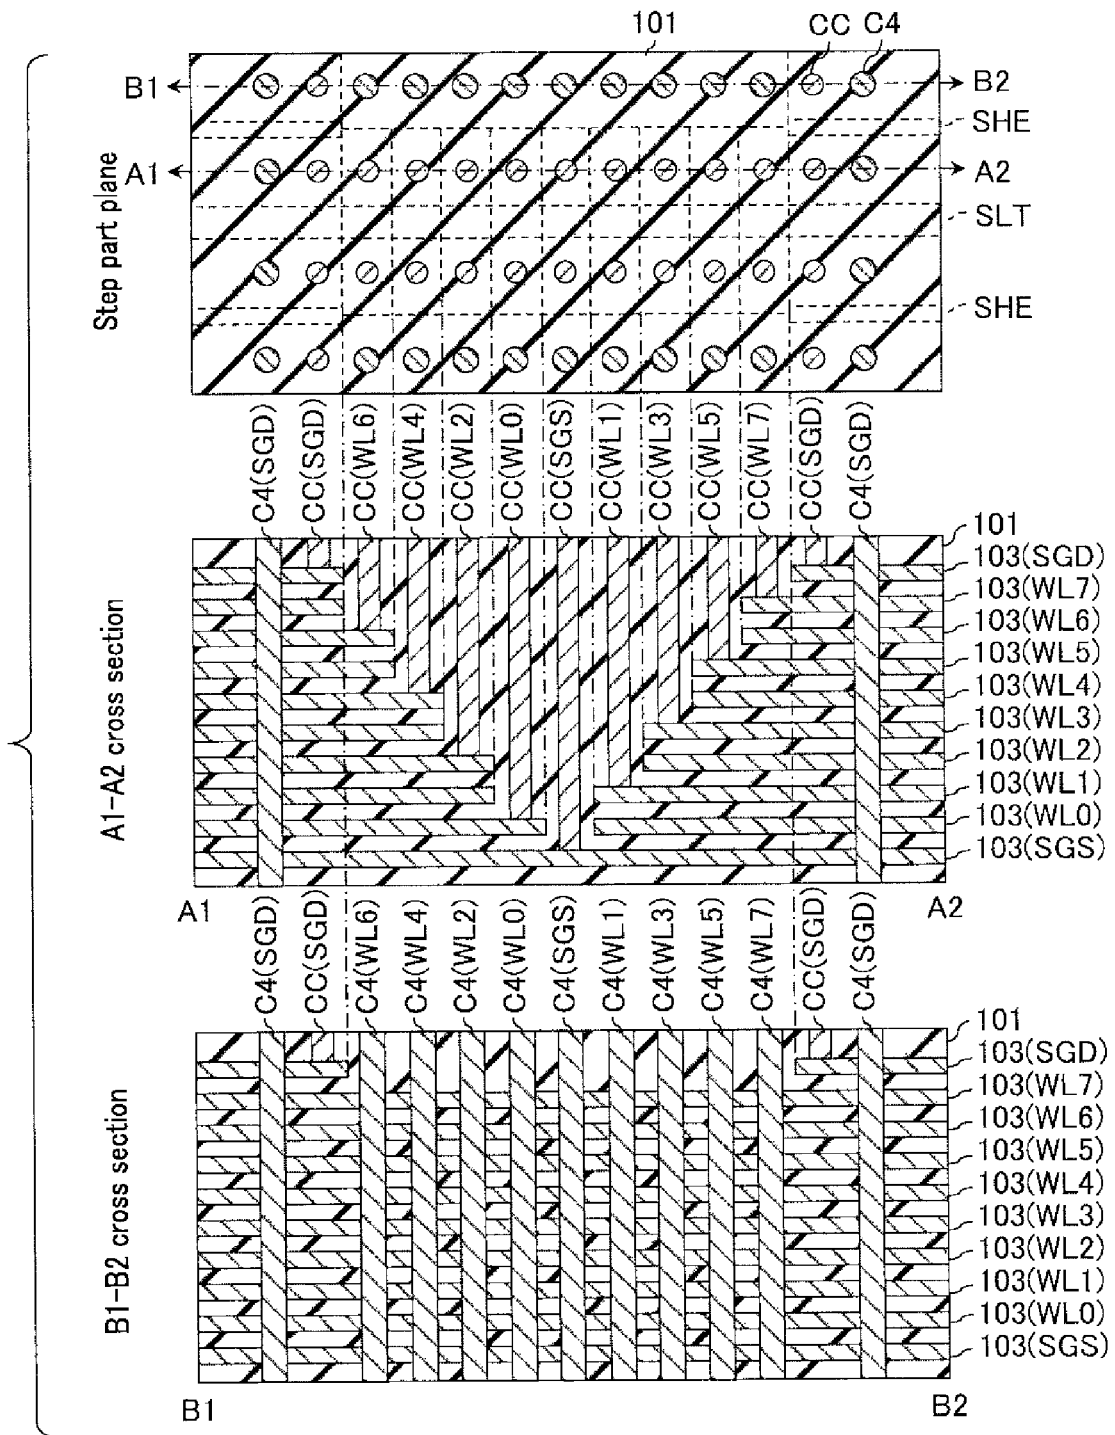 101
CC
C4
B1
B2
SHE
A1
A2
SLT
SHE
Step part plane
C4(SGD)
CC(SGD)
CC(WL6)
CC(WL4)
CC(WL2)
CC(WL0)
CC(SGS)
CC(WL1)
CC(WL3)
CC(WL5)
CC(WL7)
CC(SGD)
C4(SGD)
101
103(SGD)
103(WL7)
103(WL6)
103(WL5)
103(WL4)
103(WL3)
103(WL2)
103(WL1)
103(WL0)
103(SGS)
A1-A2 cross section
A1
A2
C4(SGD)
CC(SGD)
C4(WL6)
C4(WL4)
C4(WL2)
C4(WL0)
C4(SGS)
C4(WL1)
C4(WL3)
C4(WL5)
C4(WL7)
CC(SGD)
C4(SGD)
101
103(SGD)
103(WL7)
103(WL6)
103(WL5)
103(WL4)
103(WL3)
103(WL2)
103(WL1)
103(WL0)
103(SGS)
B1-B2 cross section
B1
B2